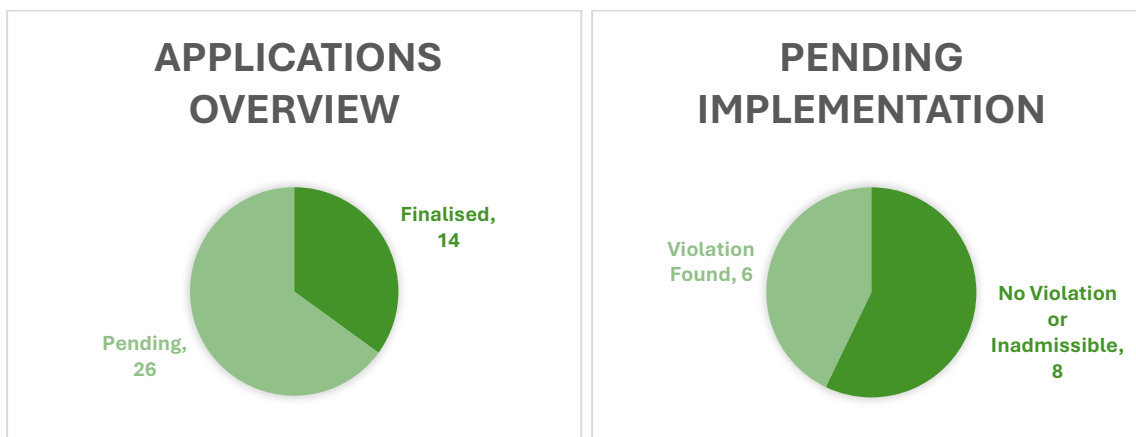 APPLICATIONS
OVERVIEW
Finalised,
14
Pending,
26
PENDING
IMPLEMENTATION
Violation
Found, 6
No Violation
or
Inadmissible,
8